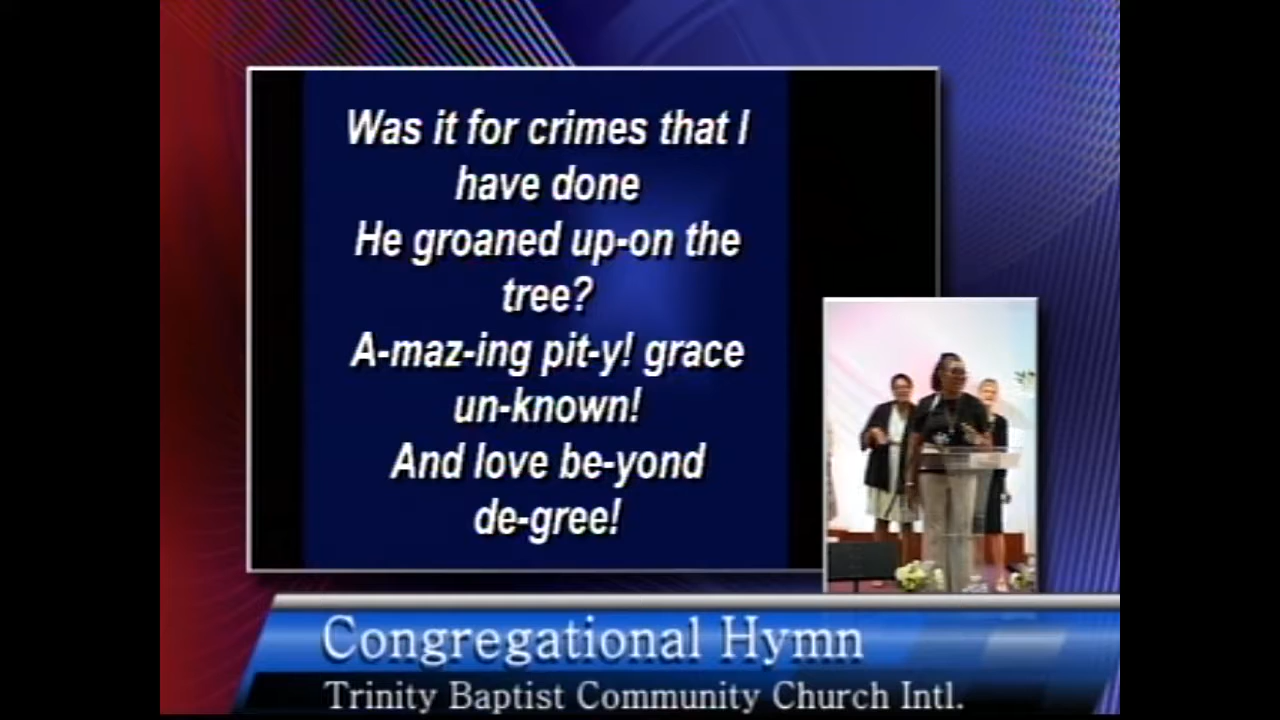 Was it for crimes that I
have done
He groaned up-on the
tree?
A-maz-ing pit-y! grace
un-known!
And love be-yond
de-gree!
Congregational Hymn
Trinity Baptist Community Church Intl.